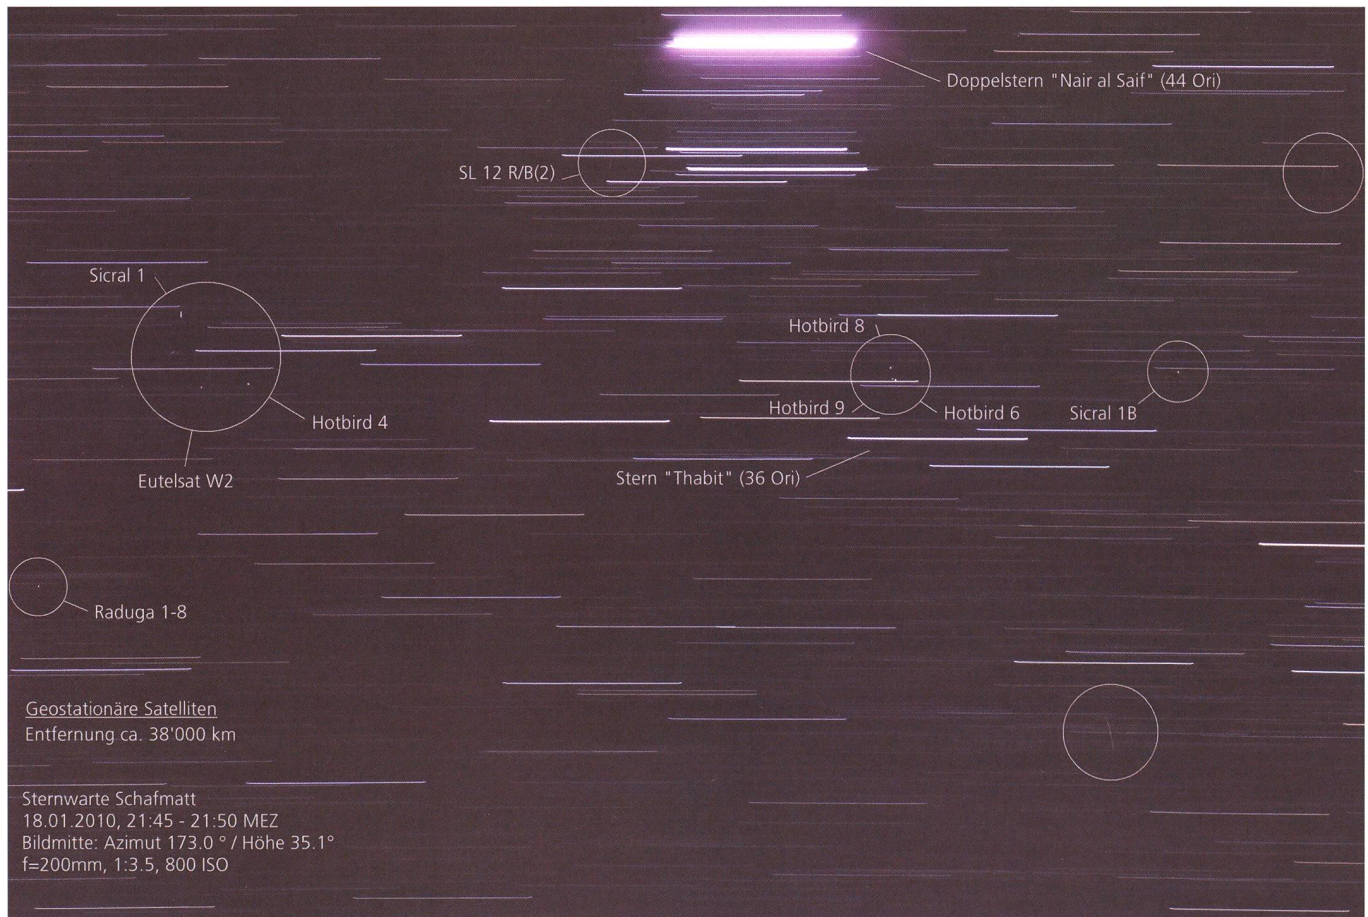 Doppelstern "Nair al Saif" (44 Ori)
SL 12 R/B(2)
Sicral 1
Hotbird 8
Hotbird 4
Hotbird 9
Hotbird 6
Sicral 1B
Eutelsat W2
Stern "Thabit" (36 Ori)
Raduga 1-8
Geostationäre Satelliten
Entfernung ca. 38'000 km
Sternwarte Schafmatt
18.01.2010, 21:45 - 21:50 MEZ
Bildmitte: Azimut 173.0 ° / Höhe 35.1°
f=200mm, 1:3.5, 800 ISO